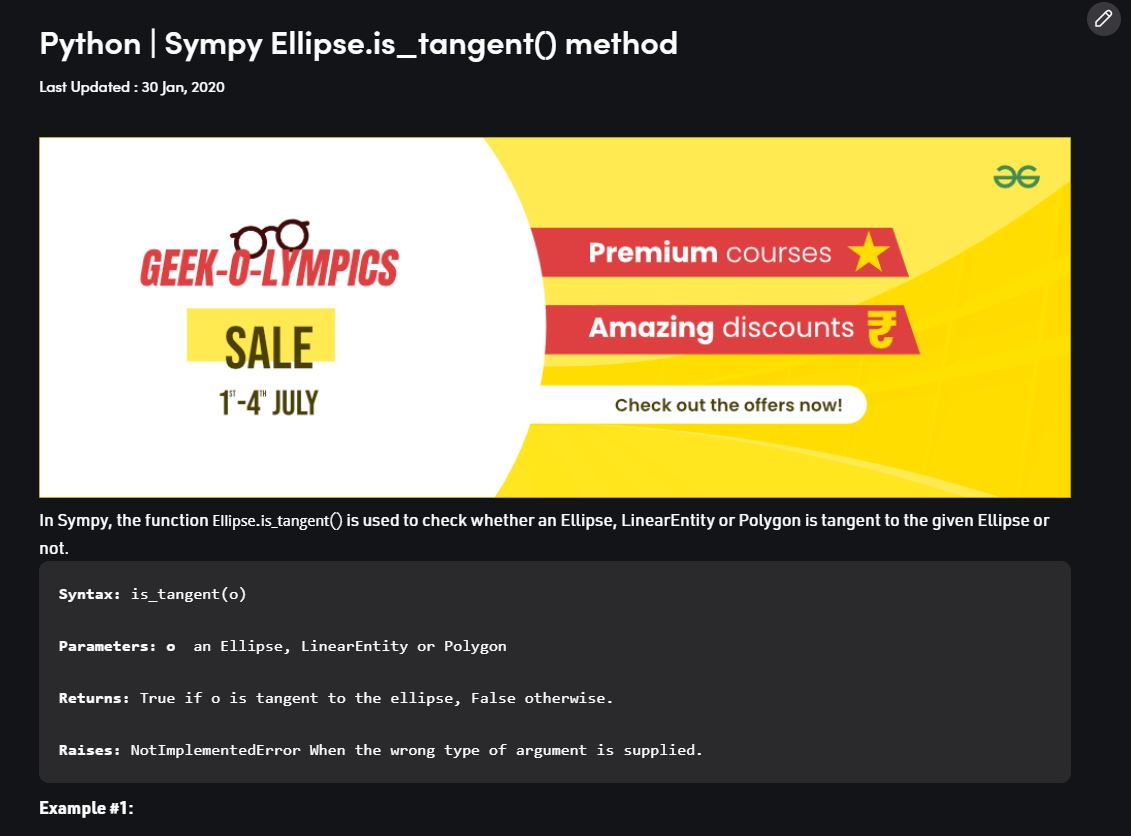 Python | Sympy Ellipse.is_tangent() method
Last Updated : 30 Jan, 2020
GEEK-O-LYMPICS
SALE
1ST-4TH JULY
Premium courses
Amazing discounts ₹
Check out the offers now!
In Sympy, the function Ellipse.is_tangent() is used to check whether an Ellipse, LinearEntity or Polygon is tangent to the given Ellipse or
not.
Syntax: is_tangent(o)
Parameters: o  an Ellipse, LinearEntity or Polygon
Returns: True if o is tangent to the ellipse, False otherwise.
Raises: NotImplementedError When the wrong type of argument is supplied.
Example #1: